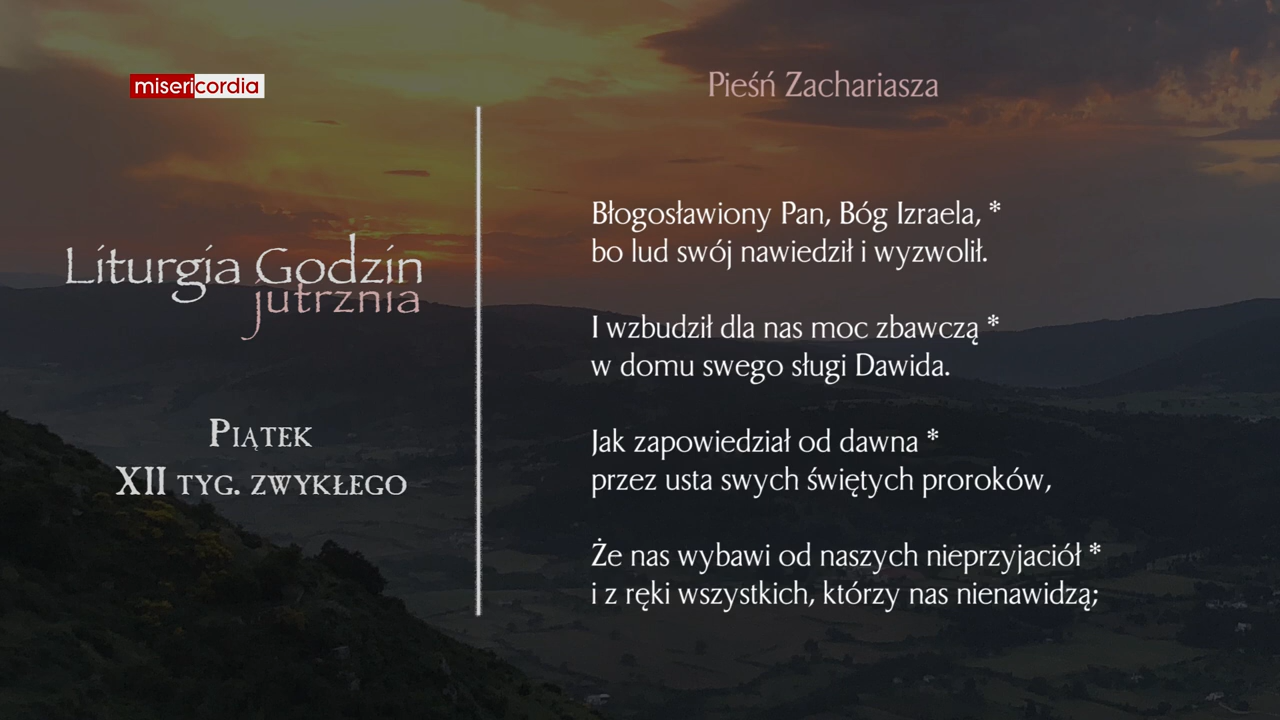 misericordia
Liturgia Godzin
jutrznia
Piątek
XII tyg. zwykłego
Pieśń Zachariasza
Błogosławiony Pan, Bóg Izraela, *
bo lud swój nawiedził i wyzwolił.
I wzbudził dla nas moc zbawczą *
w domu swego sługi Dawida.
Jak zapowiedział od dawna *
przez usta swych świętych proroków,
Że nas wybawi od naszych nieprzyjaciół *
i z ręki wszystkich, którzy nas nienawidzą;